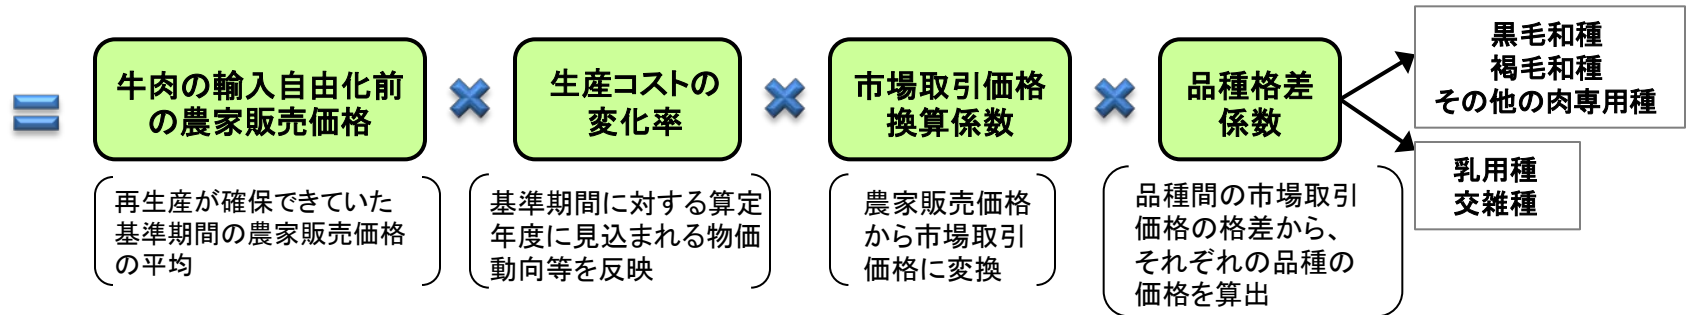 =
牛肉の輸入自由化前
の農家販売価格
×
生産コストの
変化率
×
市場取引価格
換算係数
×
品種格差
係数
黒毛和種
褐毛和種
その他の肉専用種
乳用種
交雑種
再生産が確保できていた
基準期間の農家販売価格
の平均
基準期間に対する算定
年度に見込まれる物価
動向等を反映
農家販売価格
から市場取引
価格に変換
品種間の市場取引
価格の格差から、
それぞれの品種の
価格を算出